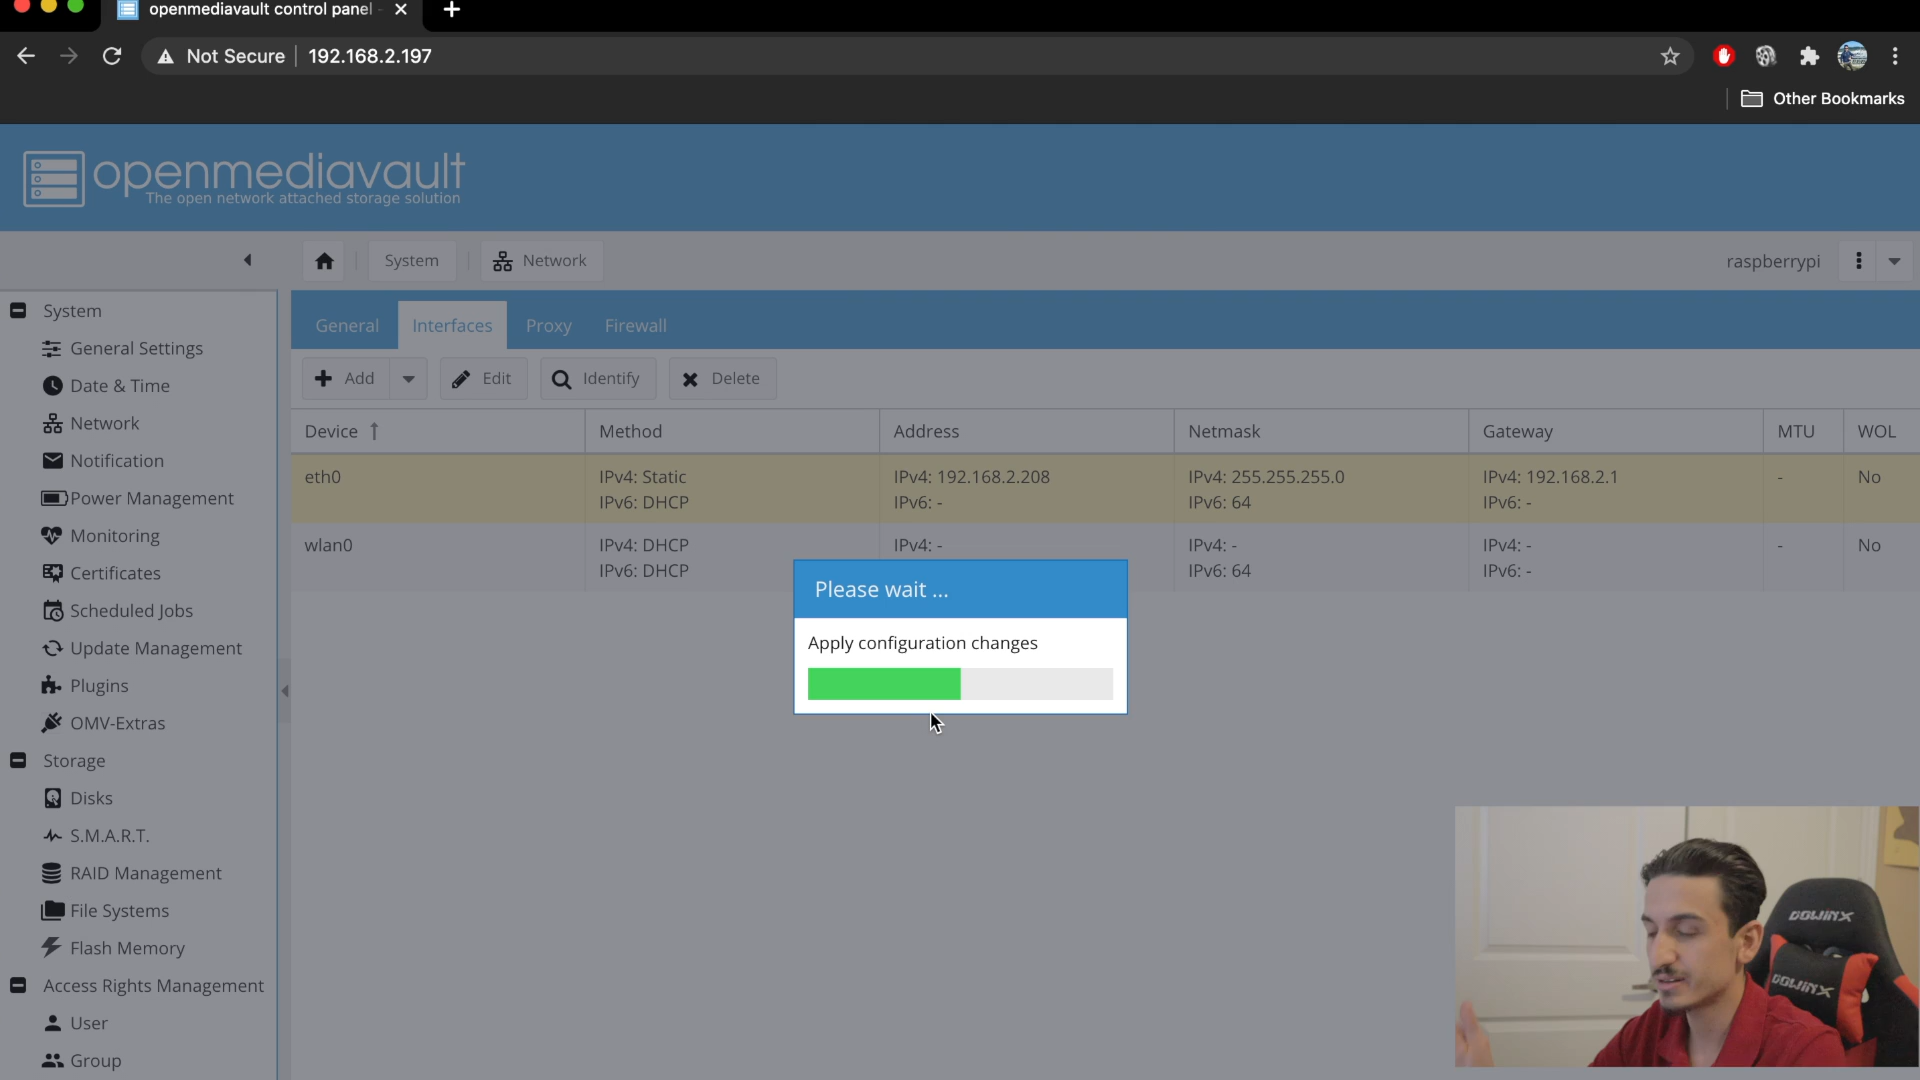 openmediavault control panel -
Not Secure 192.168.2.197
Other Bookmarks
openmediavault
The open network attached storage solution
System Network raspberrypi
System
General Settings
Date & Time
Network
Notification
Power Management
Monitoring
Certificates
Scheduled Jobs
Update Management
Plugins
OMV-Extras
Storage
Disks
S.M.A.R.T.
RAID Management
File Systems
Flash Memory
Access Rights Management
User
Group
General Interfaces Proxy Firewall
Add Edit Identify Delete
Device Method Address Netmask Gateway MTU WOL
eth0 IPv4: Static IPv4: 192.168.2.208 IPv4: 255.255.255.0 IPv4: 192.168.2.1 - No
IPv6: DHCP IPv6: - IPv6: 64 IPv6: -
wlan0 IPv4: DHCP IPv4: - IPv4: - IPv4: - - No
IPv6: DHCP IPv6: 64 IPv6: -
Please wait ...
Apply configuration changes
DOWINX
DOWINX